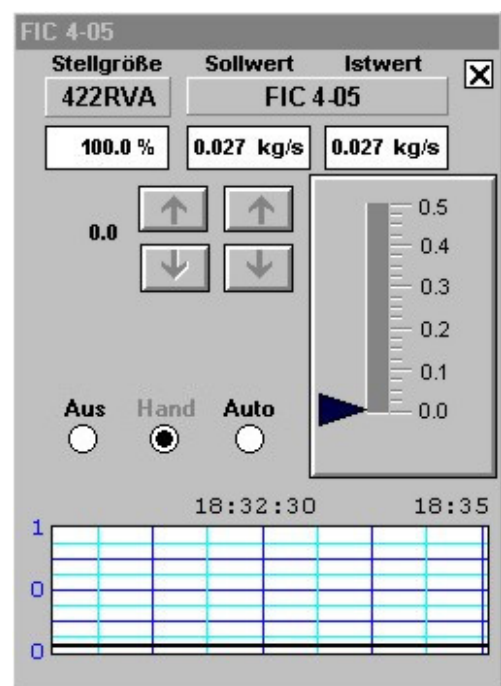 FIC 4-05
Stellgröße Sollwert Istwert
422RVA FIC 4-05
100.0 % 0.027 kg/s 0.027 kg/s
0.0
0.5
0.4
0.3
0.2
0.1
0.0
Aus Hand Auto
18:32:30 18:35
1
0
0